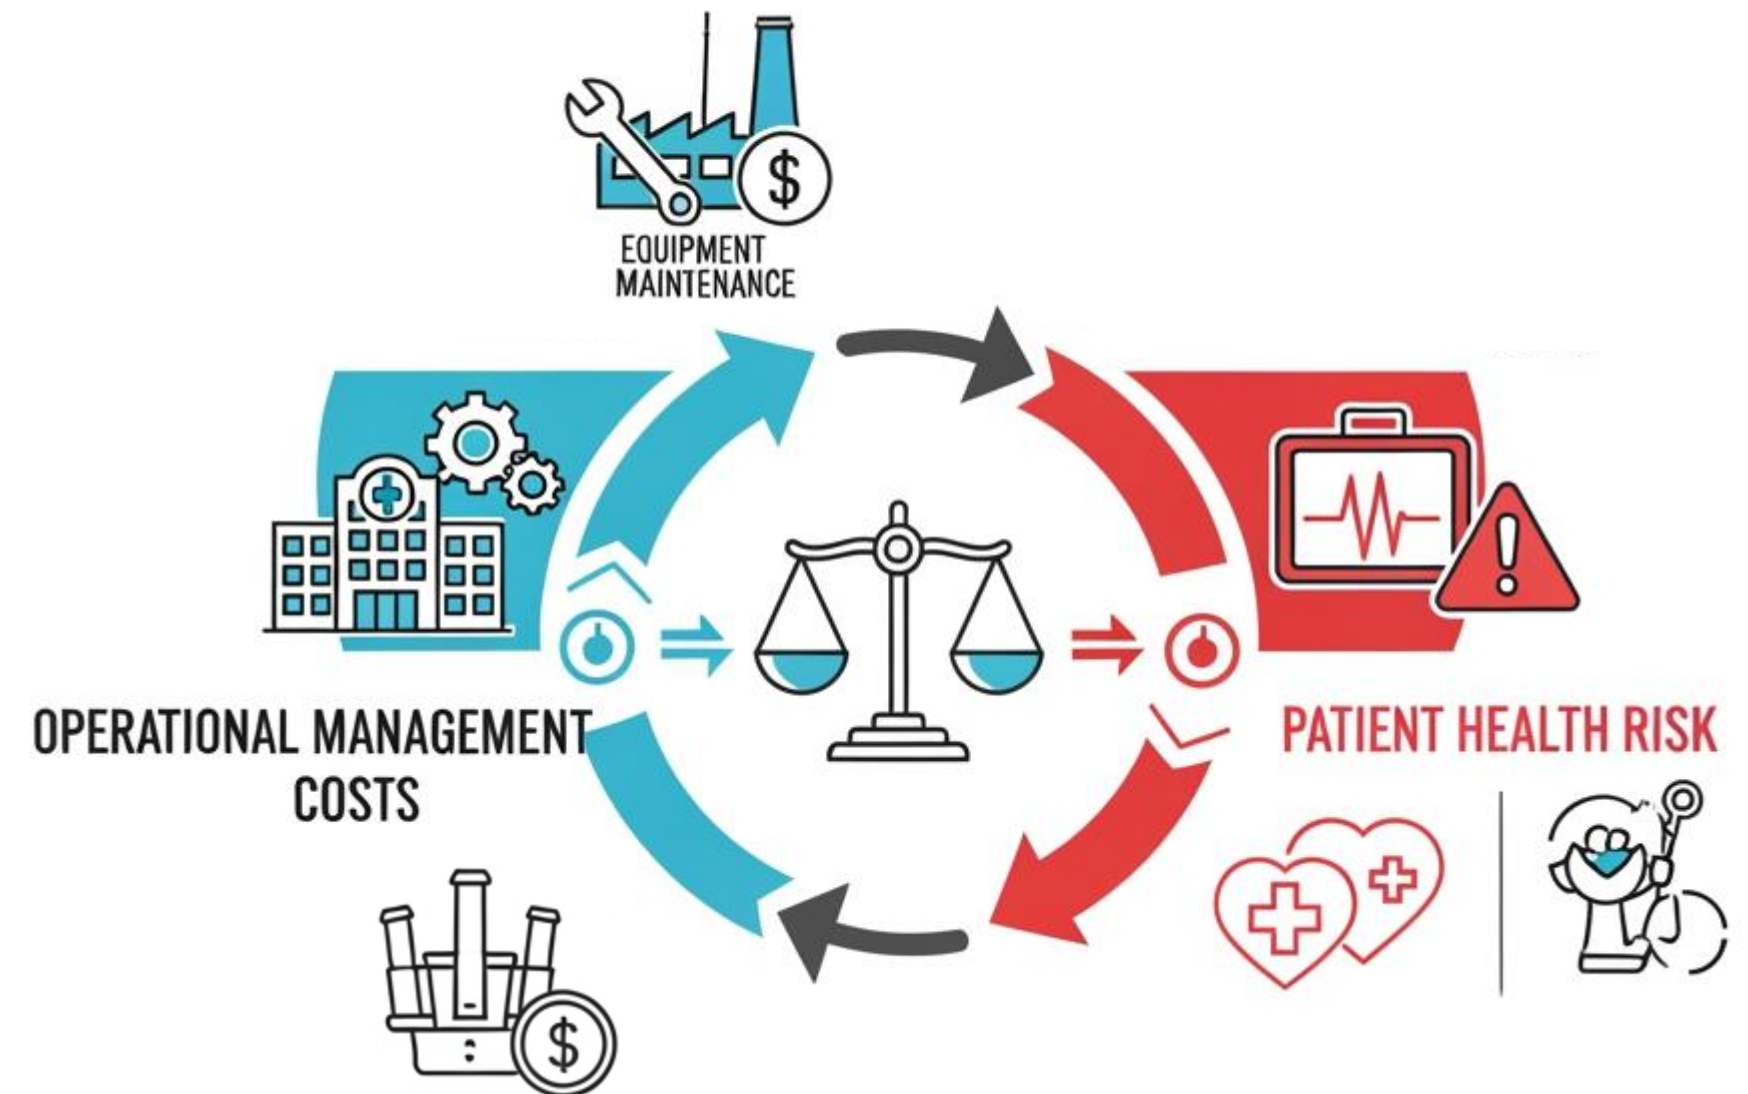 $
EQUIPMENT
MAINTENANCE
OPERATIONAL MANAGEMENT
COSTS
PATIENT HEALTH RISK
$